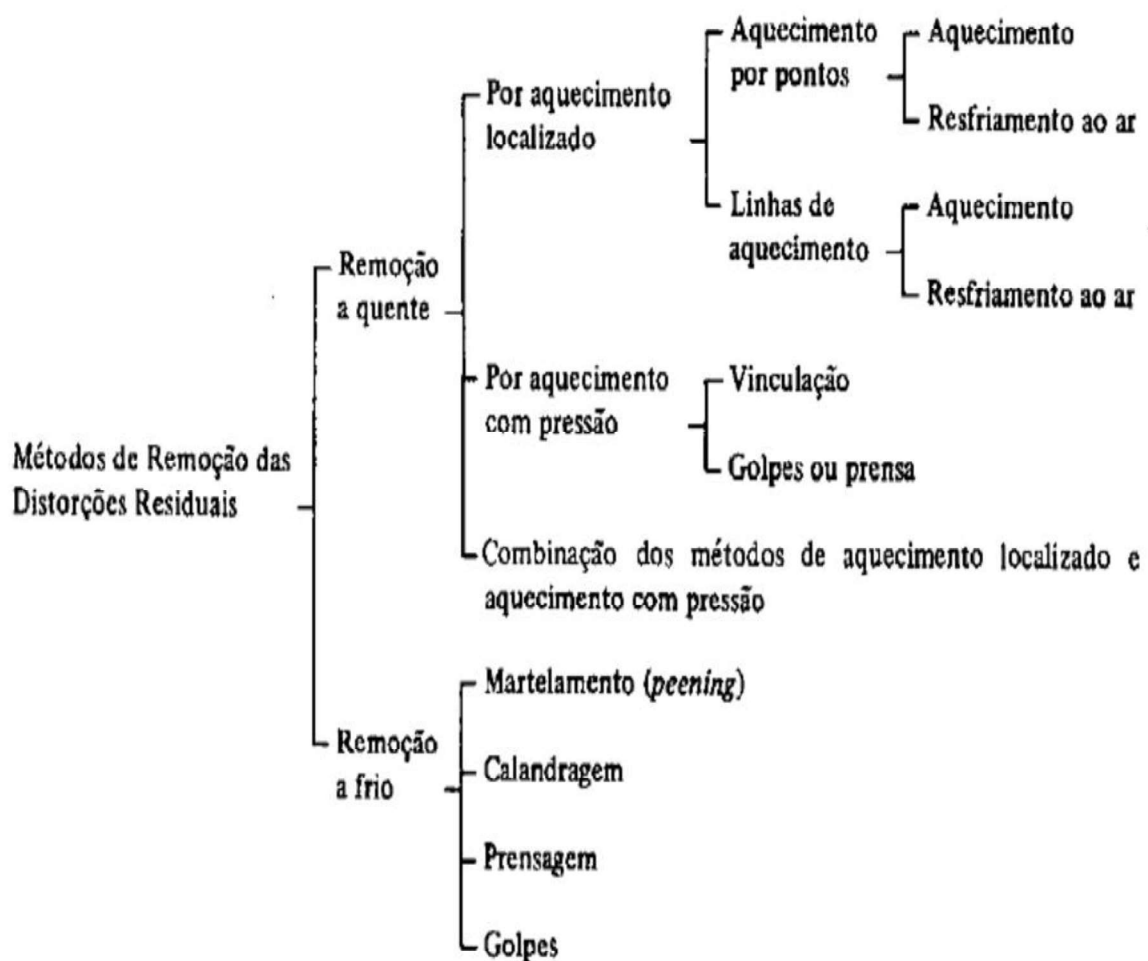 Métodos de Remoção das
Distorções Residuais
Remoção
a quente
Por aquecimento
localizado
Aquecimento
por pontos
Aquecimento
Resfriamento ao ar
Linhas de
aquecimento
Aquecimento
Resfriamento ao ar
Por aquecimento
com pressão
Vinculação
Golpes ou prensa
Combinação dos métodos de aquecimento localizado e
aquecimento com pressão
Remoção
a frio
Martelamento (peening)
Calandragem
Prensagem
Golpes